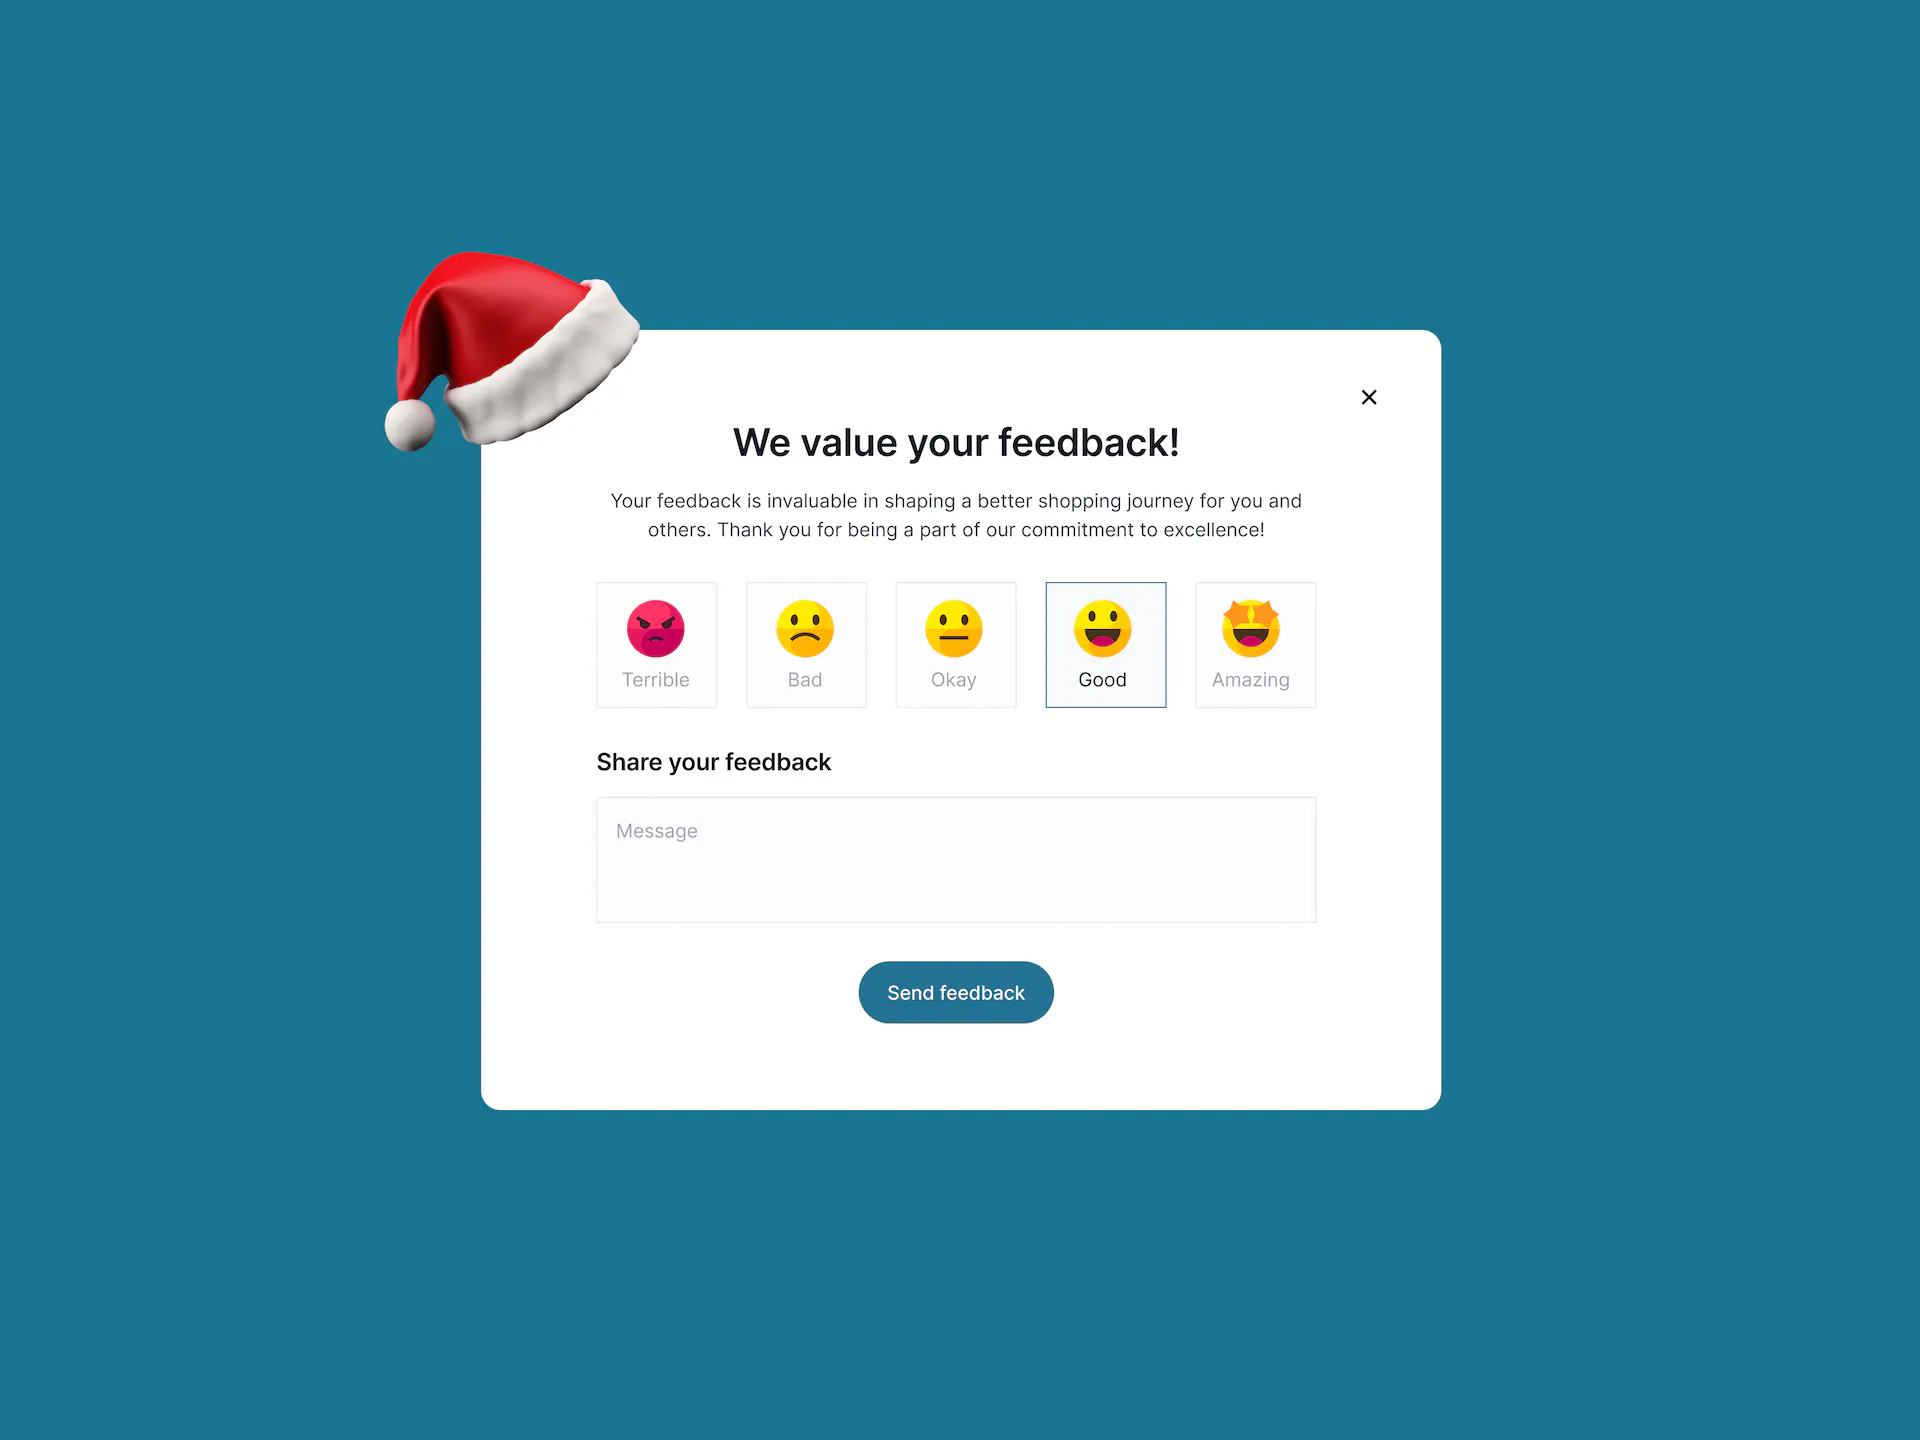 We value your feedback!
Your feedback is invaluable in shaping a better shopping journey for you and
others. Thank you for being a part of our commitment to excellence!
Terrible
Bad
Okay
Good
Amazing
Share your feedback
Message
Send feedback